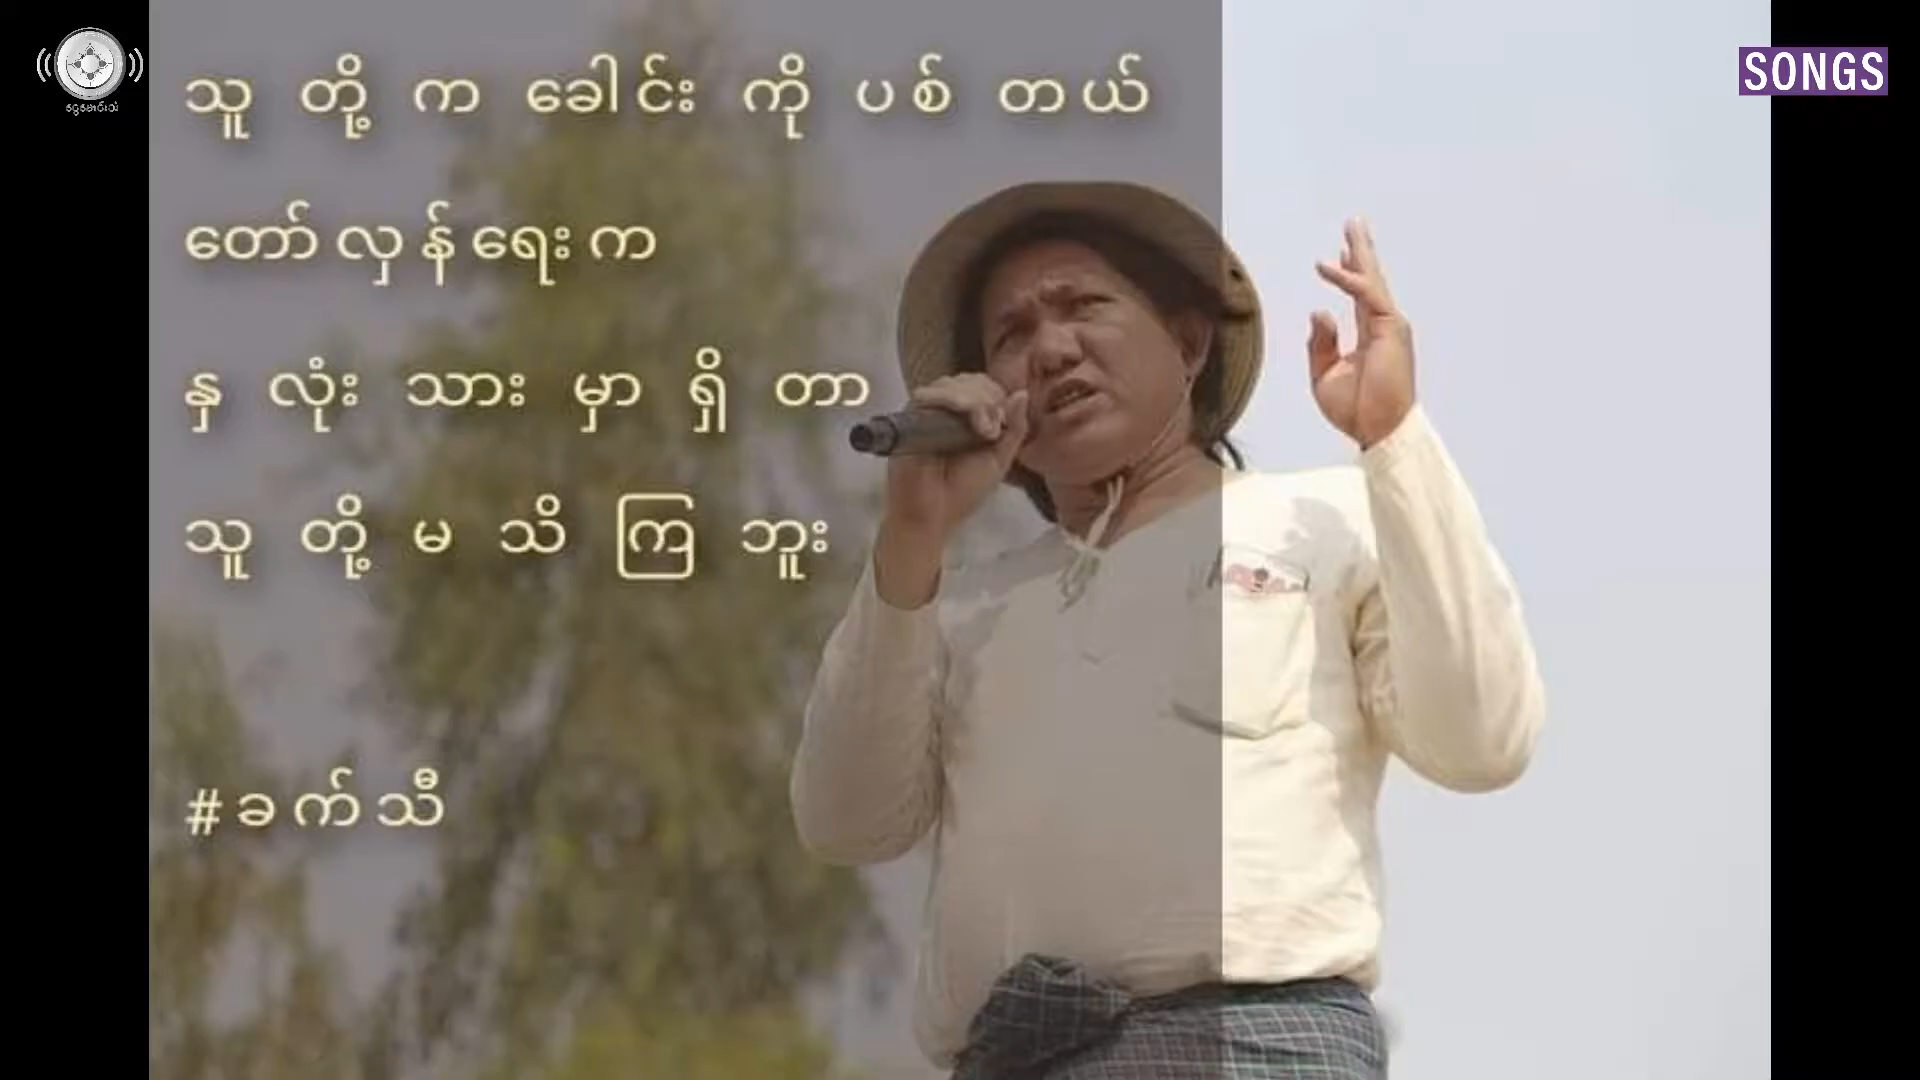 SONGS
သူ တို့ က ခေါင်း ကို ပစ် တယ်
တော်လှန်ရေးက
နှ လုံး သား မှာ ရှိ တာ
သူ တို့ မ သိ ကြ ဘူး
#ခက်သီ